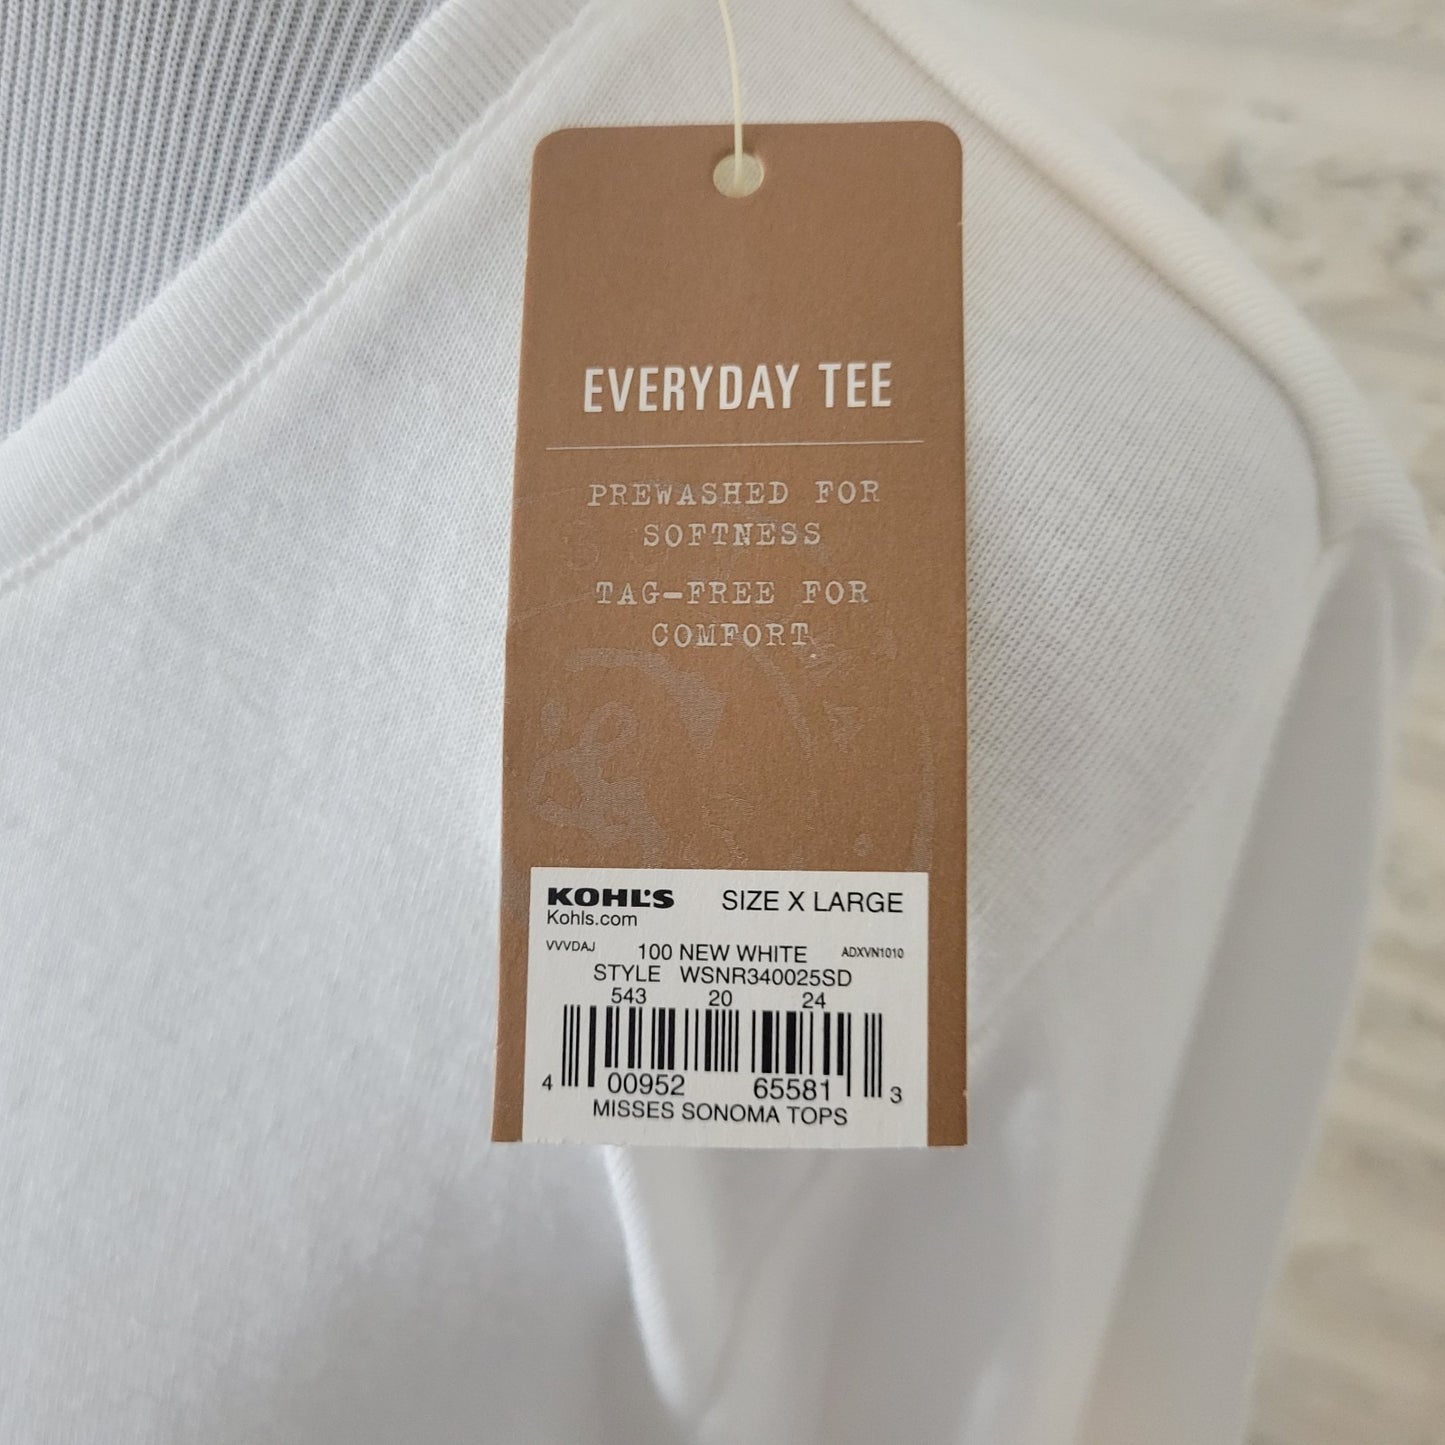 EVERYDAY TEE
PREWASHED FOR
SOFTNESS
TAG-FREE FOR
COMFORT
KOHL'S SIZE X LARGE
Kohls.com
VVVDAJ 100 NEW WHITE ADXVN1010
STYLE WSNR340025SD
543 20 24
4 00952 65581 3
MISSES SONOMA TOPS